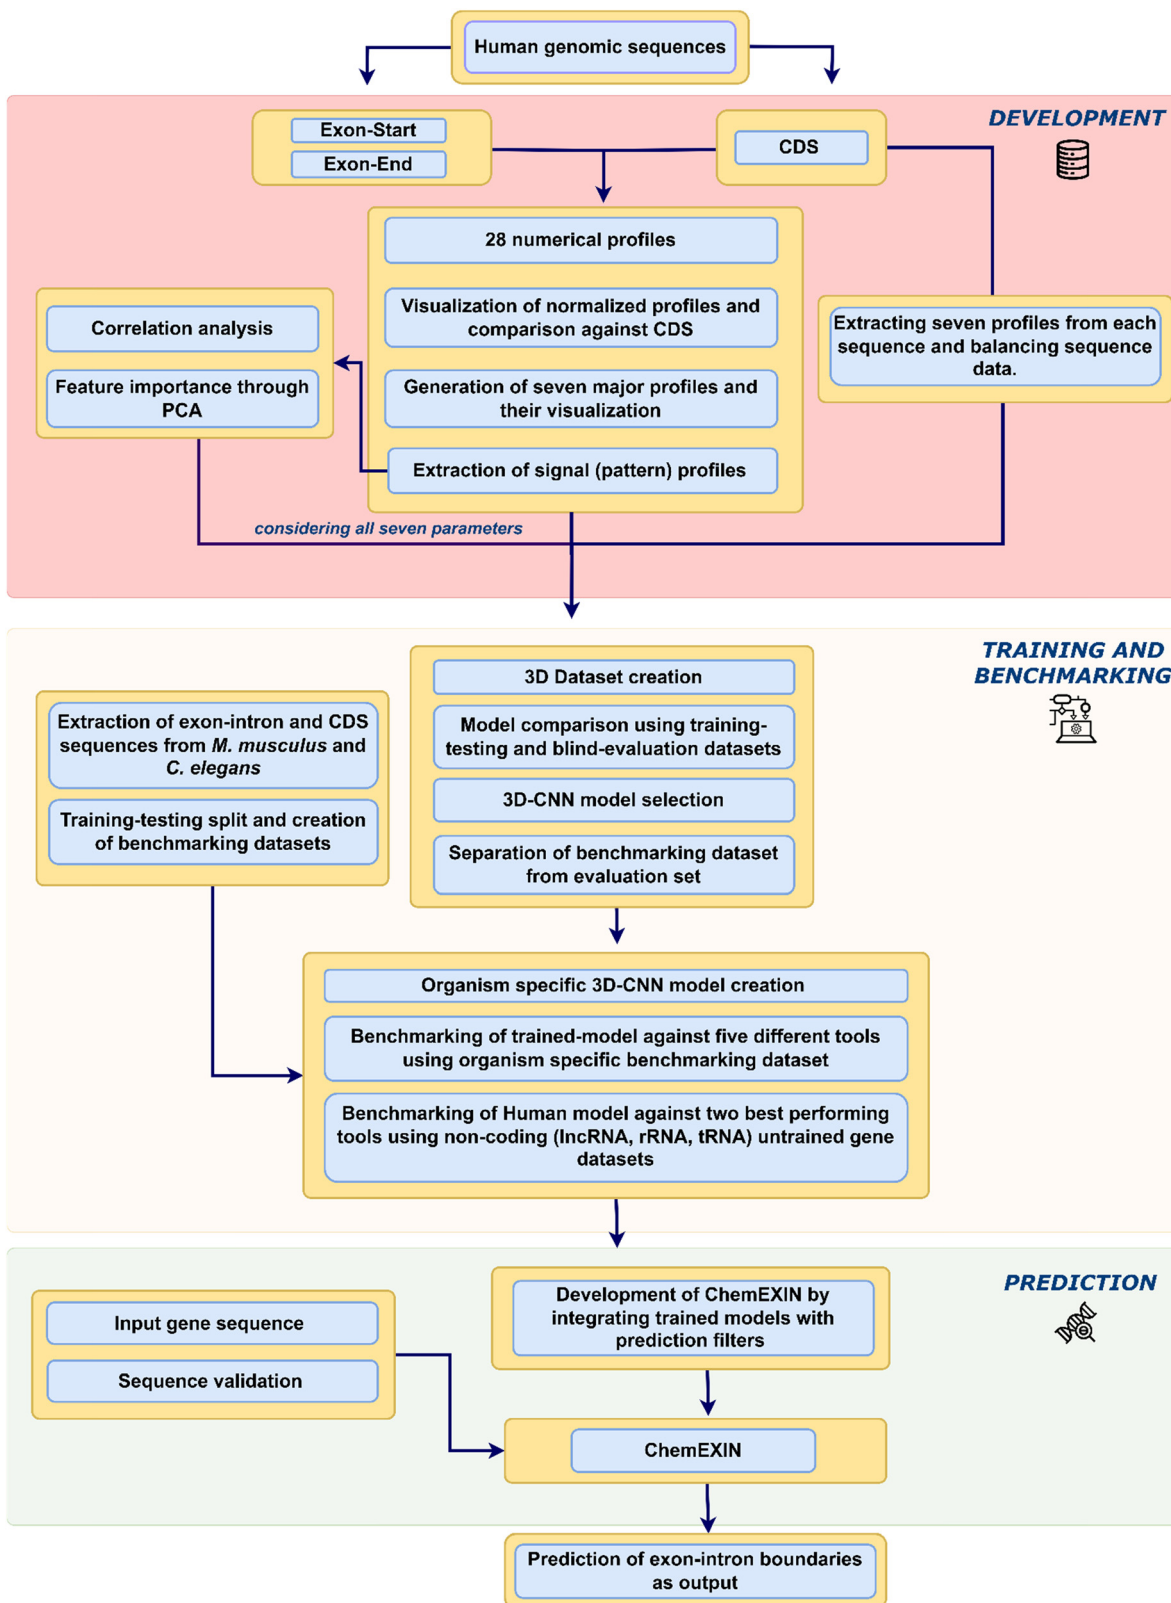 Human genomic sequences
DEVELOPMENT
Exon-Start
Exon-End
CDS
28 numerical profiles
Visualization of normalized profiles and
comparison against CDS
Generation of seven major profiles and
their visualization
Extraction of signal (pattern) profiles
Correlation analysis
Feature importance through
PCA
Extracting seven profiles from each
sequence and balancing sequence
data.
considering all seven parameters
TRAINING AND
BENCHMARKING
3D Dataset creation
Model comparison using training-
testing and blind-evaluation datasets
3D-CNN model selection
Separation of benchmarking dataset
from evaluation set
Extraction of exon-intron and CDS
sequences from M. musculus and
C. elegans
Training-testing split and creation
of benchmarking datasets
Organism specific 3D-CNN model creation
Benchmarking of trained-model against five different tools
using organism specific benchmarking dataset
Benchmarking of Human model against two best performing
tools using non-coding (lncRNA, rRNA, tRNA) untrained gene
datasets
PREDICTION
Development of ChemEXIN by
integrating trained models with
prediction filters
Input gene sequence
Sequence validation
ChemEXIN
Prediction of exon-intron boundaries
as output